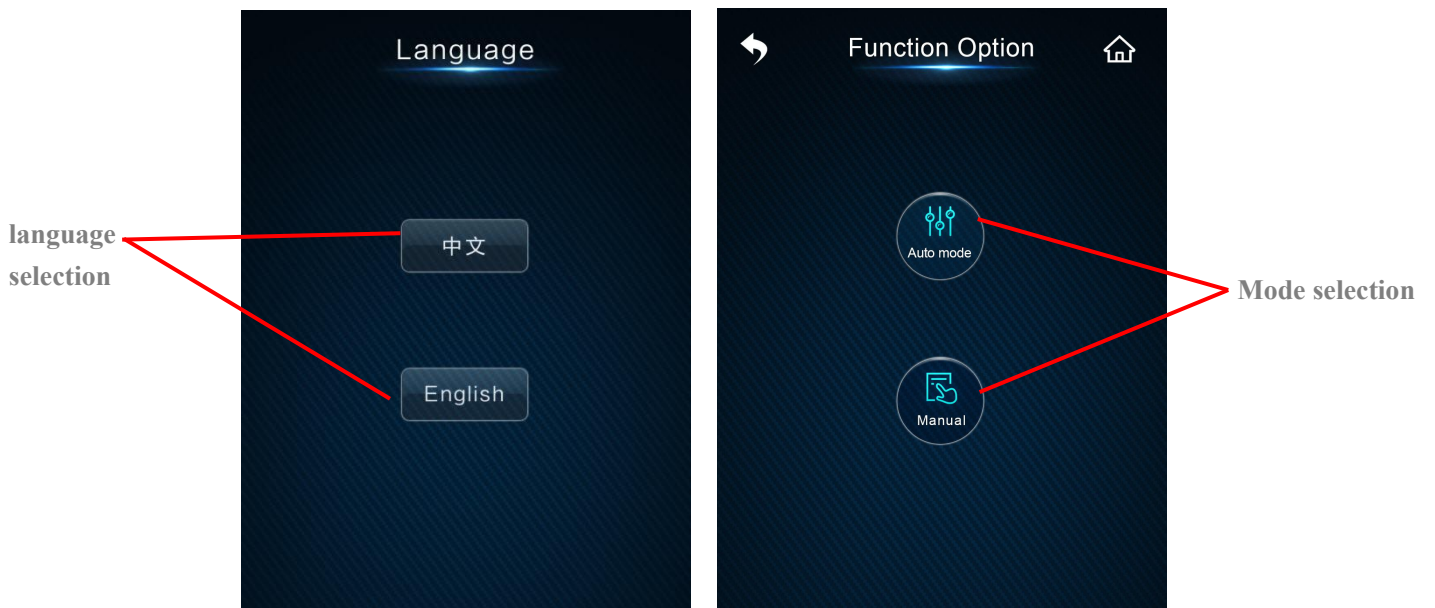 language
selection
Language
中文
English
Function Option
Auto mode
Manual
Mode selection